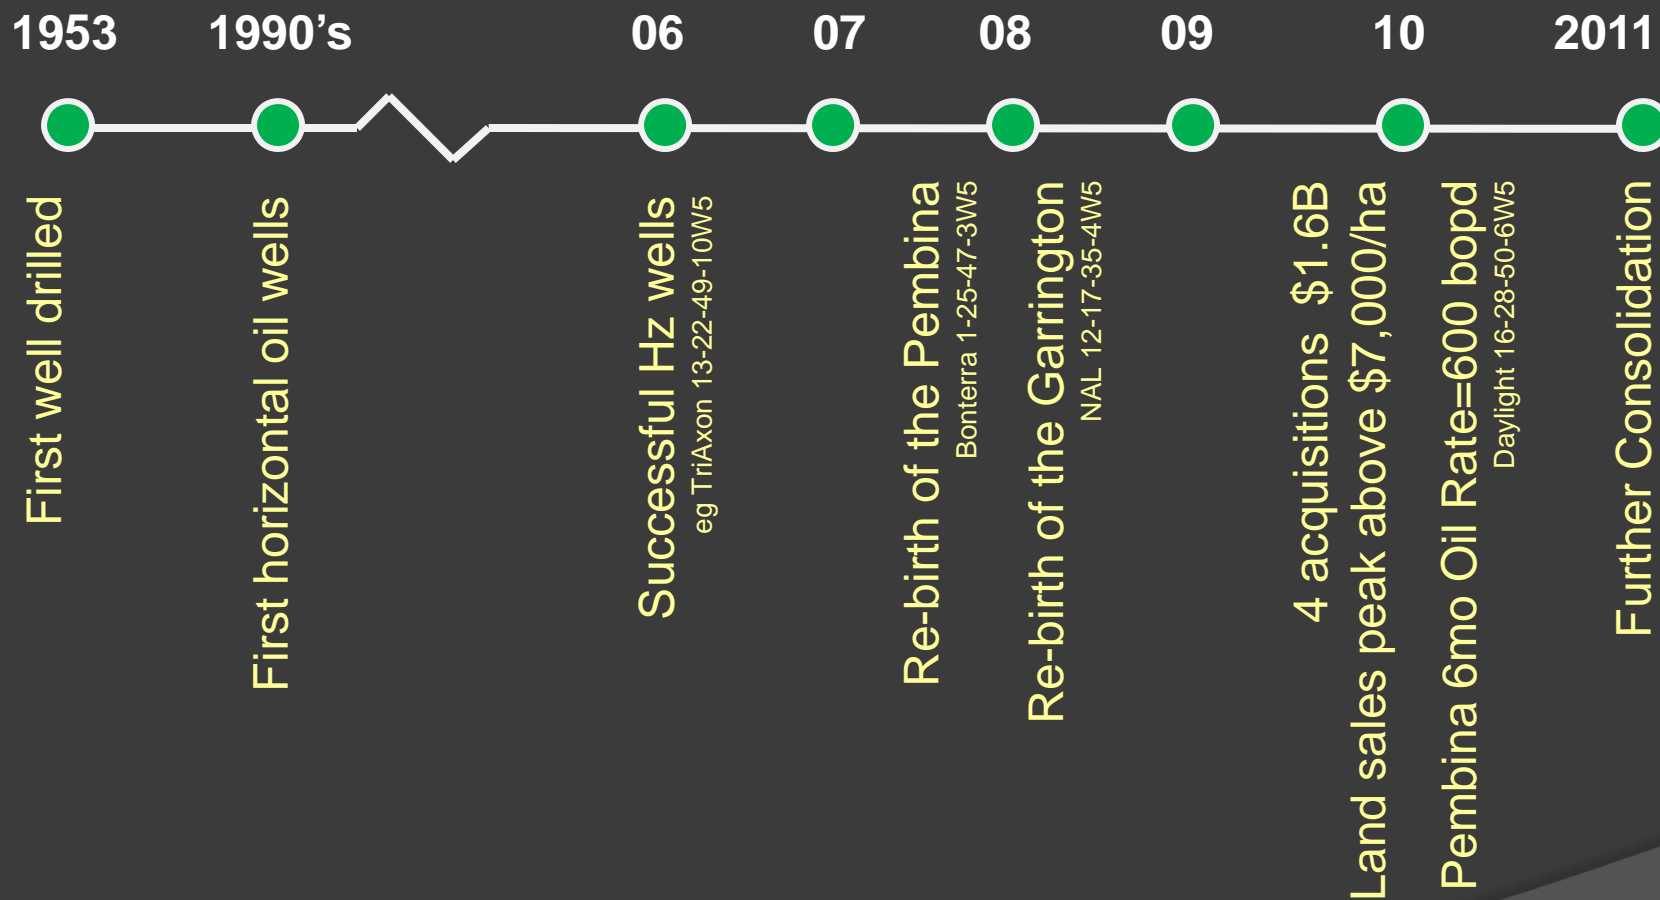 1953
1990’s
06
07
08
09
10
2011
First well drilled
First horizontal oil wells
Successful Hz wells
eg TriAxon 13-22-49-10W5
Re-birth of the Pembina
Bonterra 1-25-47-3W5
Re-birth of the Garrington
NAL 12-17-35-4W5
4 acquisitions $1.6B
Land sales peak above $7,000/ha
Pembina 6mo Oil Rate=600 bopd
Daylight 16-28-50-6W5
Further Consolidation